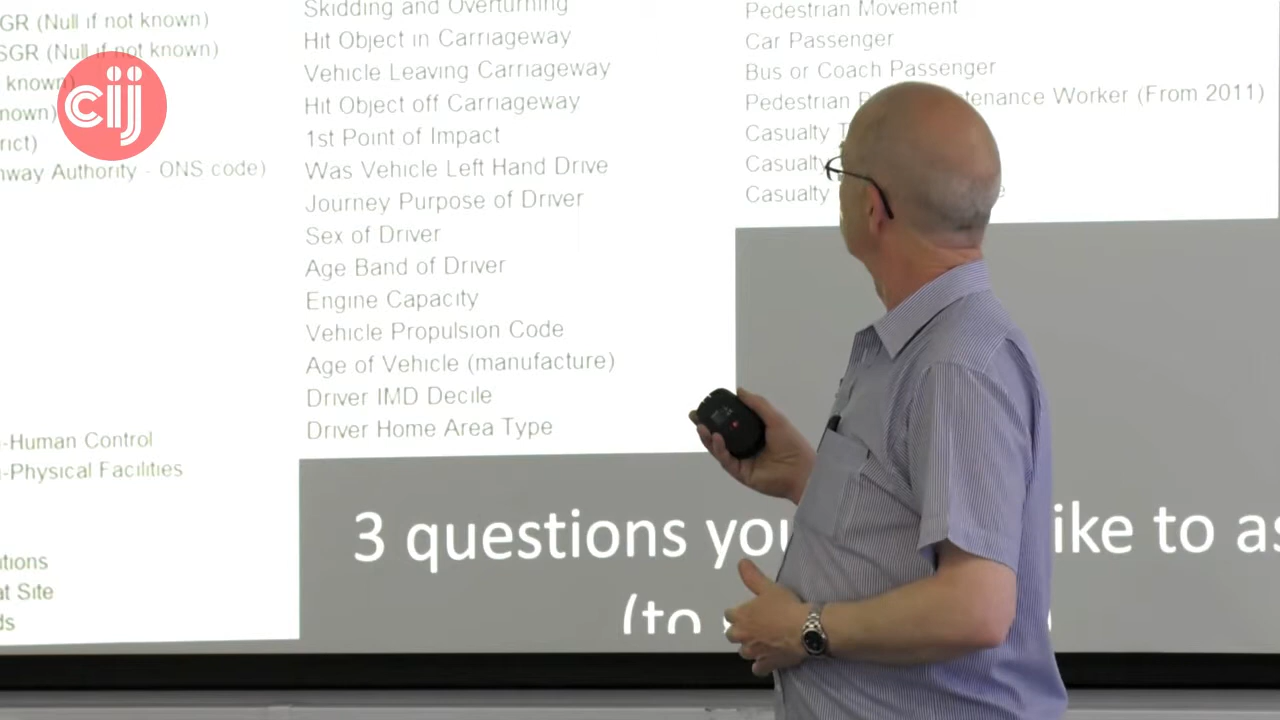 GR (Null if not known)
SGR (Null if not known)
known)
nown)
rict)
hway Authority - ONS code)
-Human Control
-Physical Facilities
utions
at Site
ds
cij
Skidding and Overturning
Hit Object in Carriageway
Vehicle Leaving Carriageway
Hit Object off Carriageway
1st Point of Impact
Was Vehicle Left Hand Drive
Journey Purpose of Driver
Sex of Driver
Age Band of Driver
Engine Capacity
Vehicle Propulsion Code
Age of Vehicle (manufacture)
Driver IMD Decile
Driver Home Area Type
Pedestrian Movement
Car Passenger
Bus or Coach Passenger
Pedestrian R tenance Worker (From 2011)
Casualty T
Casualty
Casualty e
3 questions you ike to as
(to